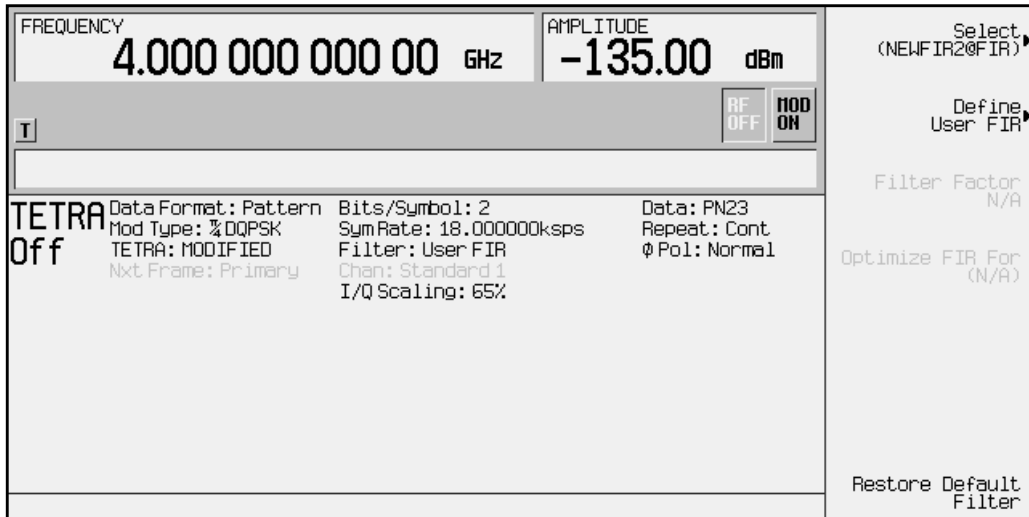 FREQUENCY
4.000 000 000 00 GHz
AMPLITUDE
-135.00 dBm
RF OFF
MOD ON
T
TETRA Off
Data Format: Pattern
Mod Type: π/4 DQPSK
TETRA: MODIFIED
Nxt Frame: Primary
Bits/Symbol: 2
Sym Rate: 18.000000ksps
Filter: User FIR
Chan: Standard 1
I/Q Scaling: 65%
Data: PN23
Repeat: Cont
Φ Pol: Normal
Select
(NEWFIR2@FIR)
Define
User FIR
Filter Factor
N/A
Optimize FIR For
(N/A)
Restore Default
Filter